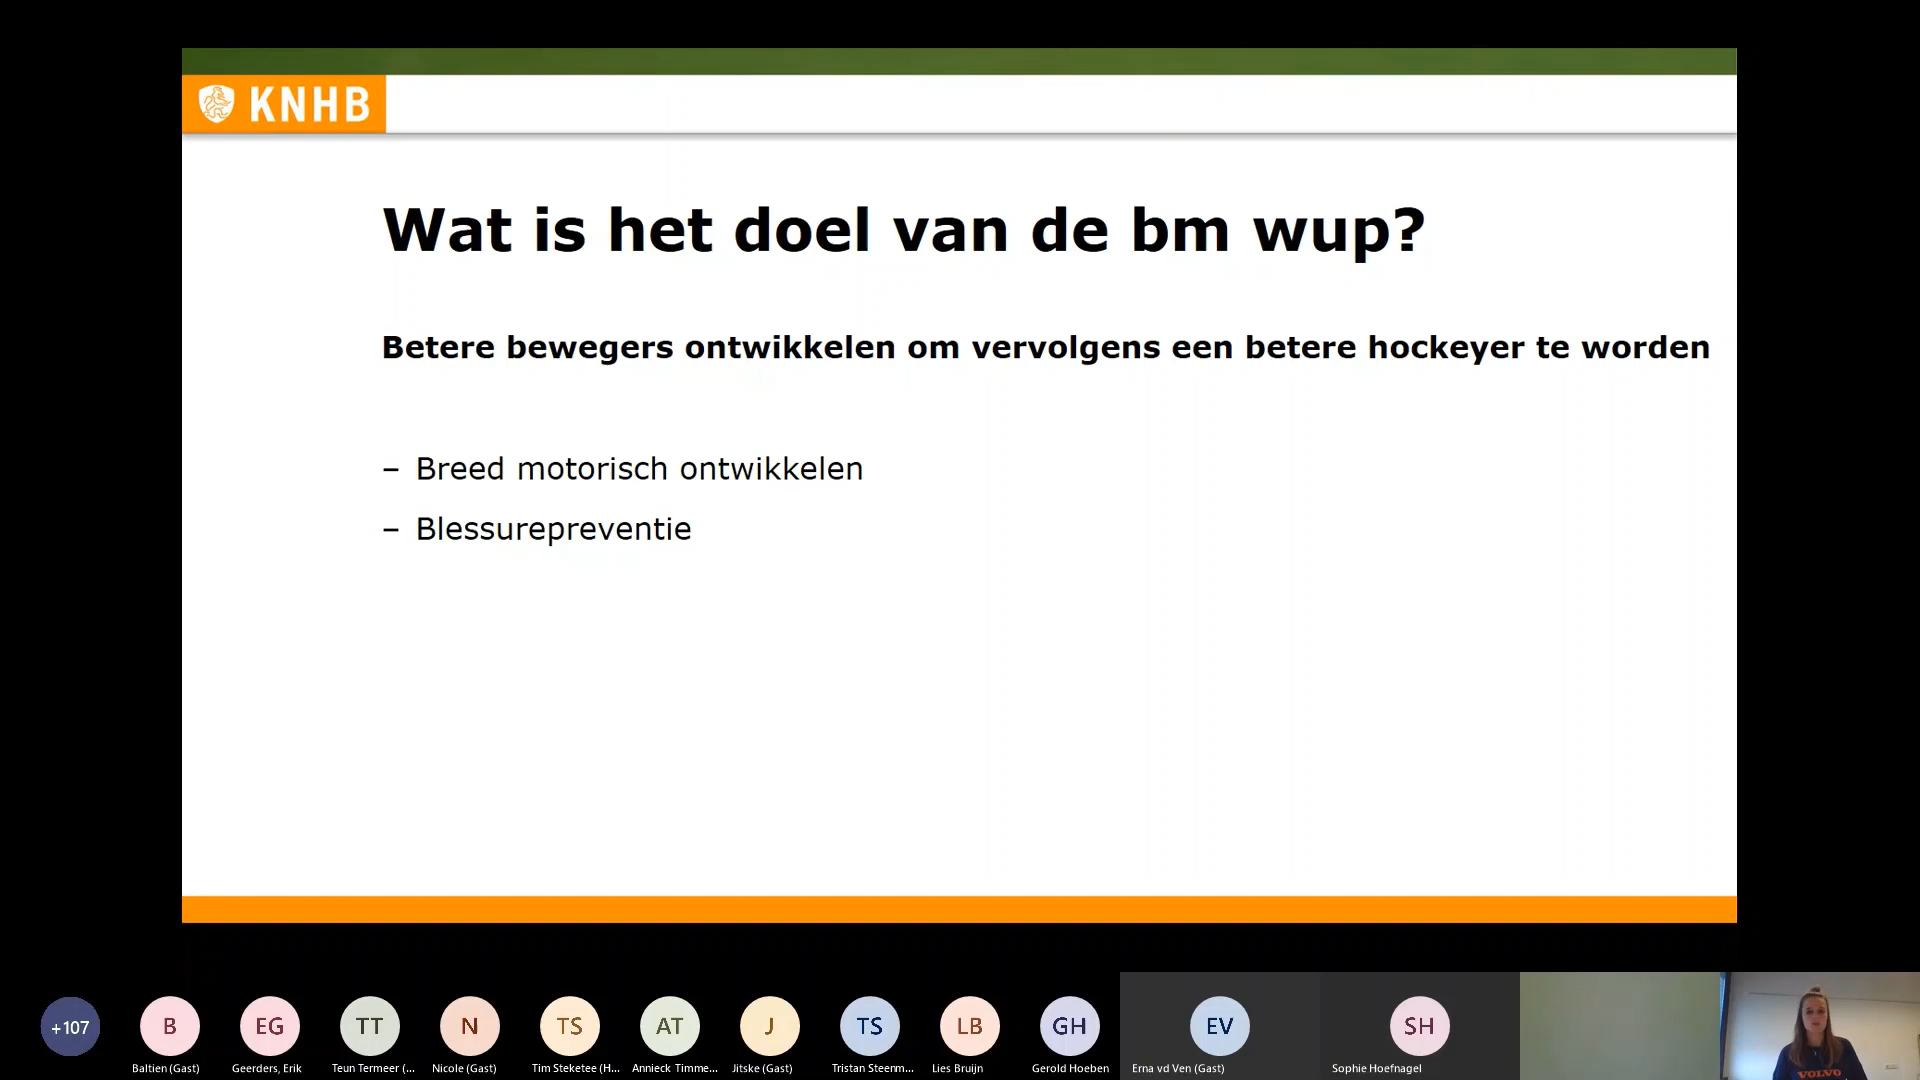 KNHB
Wat is het doel van de bm wup?
Betere bewegers ontwikkelen om vervolgens een betere hockeyer te worden
– Breed motorisch ontwikkelen
– Blessurepreventie
+107
B
EG
TT
N
TS
AT
J
TS
LB
GH
EV
SH
Baltien (Gast)
Geerders, Erik
Teun Termeer (...
Nicole (Gast)
Tim Steketee (H...
Annieck Timme...
Jitske (Gast)
Tristan Steenm...
Lies Bruijn
Gerold Hoeben
Erna vd Ven (Gast)
Sophie Hoefnagel
VOLVO